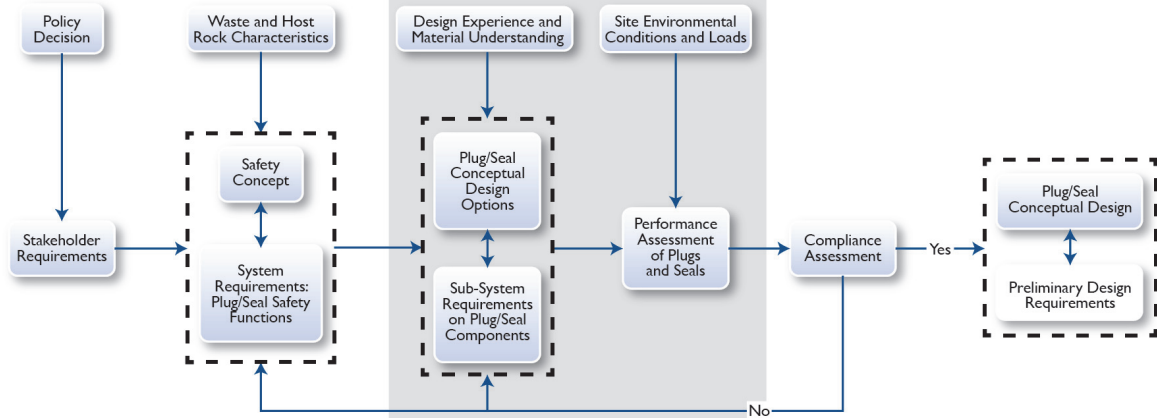 Policy
Decision
Waste and Host
Rock Characteristics
Design Experience and
Material Understanding
Site Environmental
Conditions and Loads
Safety
Concept
Plug/Seal
Conceptual
Design
Options
Plug/Seal
Conceptual Design
Stakeholder
Requirements
System
Requirements:
Plug/Seal Safety
Functions
Sub-System
Requirements
on Plug/Seal
Components
Performance
Assessment
of Plugs
and Seals
Compliance
Assessment
Yes
Preliminary Design
Requirements
No